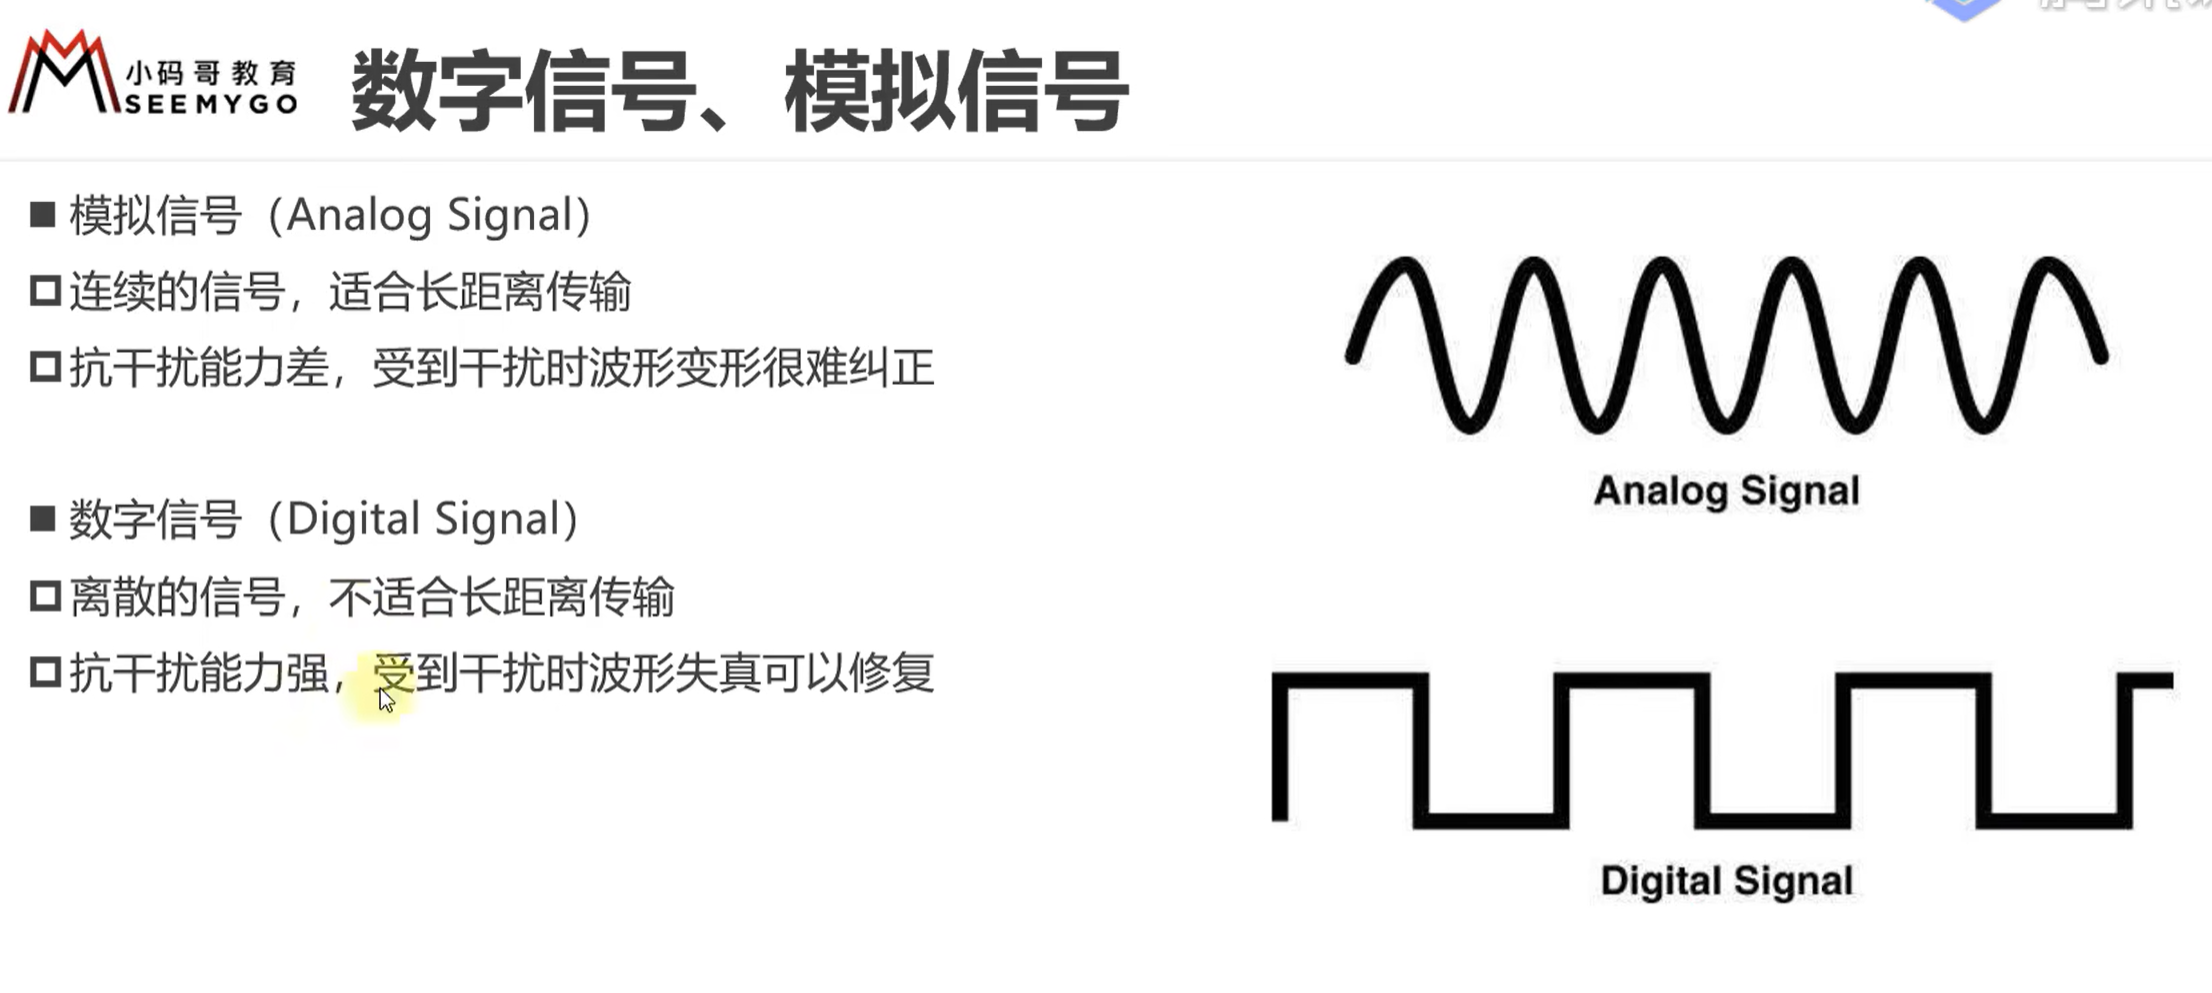 小码哥教育
SEEMYGO
数字信号、模拟信号
模拟信号（Analog Signal）
连续的信号，适合长距离传输
抗干扰能力差，受到干扰时波形变形很难纠正
数字信号（Digital Signal）
离散的信号，不适合长距离传输
抗干扰能力强，受到干扰时波形失真可以修复
Analog Signal
Digital Signal